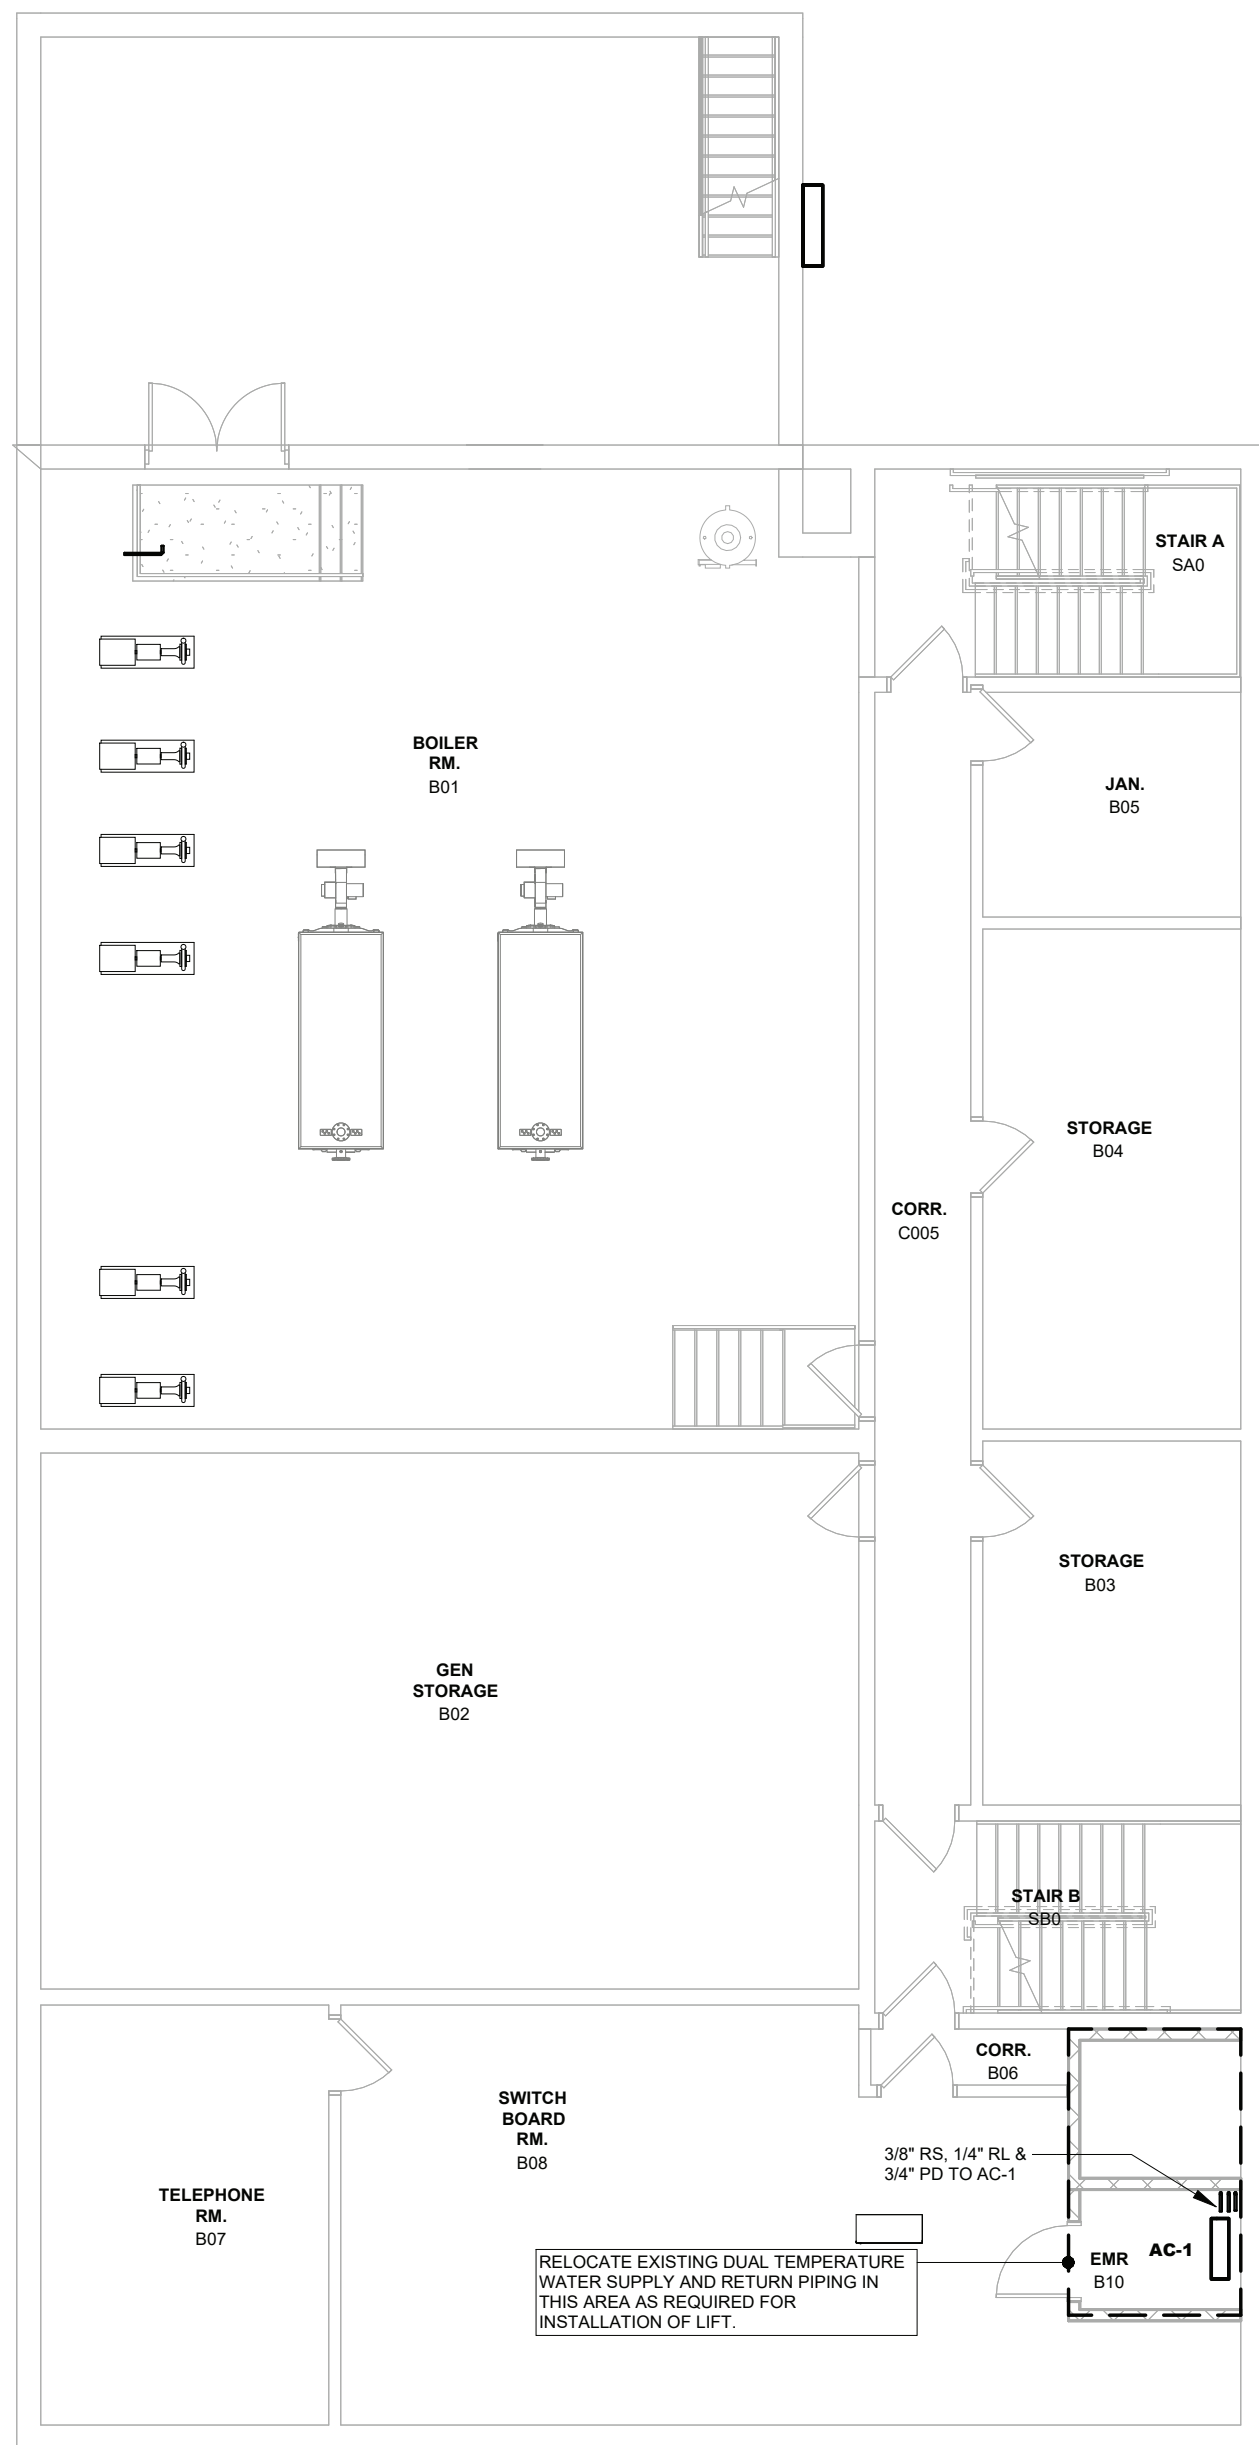 STAIR A
SA0
BOILER
RM.
B01
JAN.
B05
STORAGE
B04
CORR.
C005
STORAGE
B03
GEN
STORAGE
B02
STAIR B
SB0
CORR.
B06
SWITCH
BOARD
RM.
B08
3/8" RS, 1/4" RL &
3/4" PD TO AC-1
TELEPHONE
RM.
B07
AC-1
EMR
B10
RELOCATE EXISTING DUAL TEMPERATURE
WATER SUPPLY AND RETURN PIPING IN
THIS AREA AS REQUIRED FOR
INSTALLATION OF LIFT.